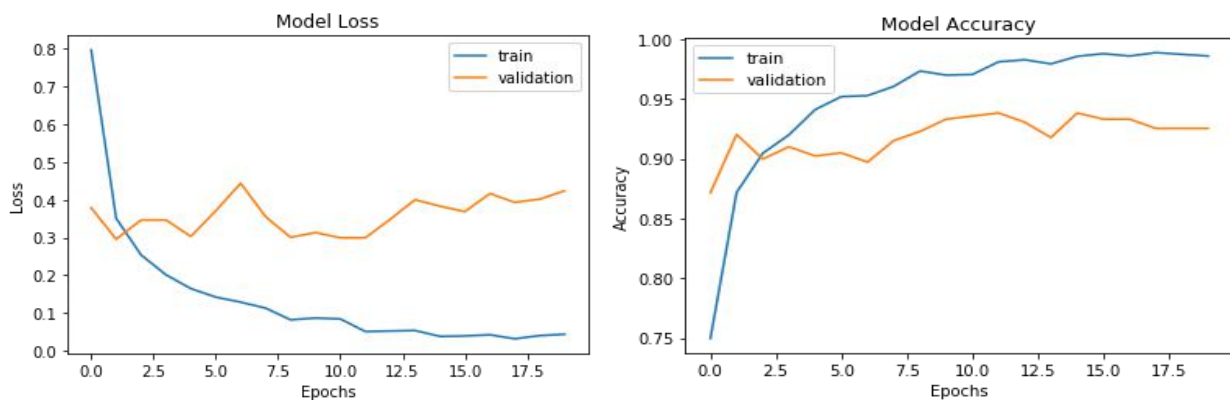 Model Loss
train
validation
0.8
0.7
0.6
0.5
0.4
0.3
0.2
0.1
0.0
Loss
0.0 2.5 5.0 7.5 10.0 12.5 15.0 17.5
Epochs
Model Accuracy
train
validation
1.00
0.95
0.90
0.85
0.80
0.75
Accuracy
0.0 2.5 5.0 7.5 10.0 12.5 15.0 17.5
Epochs